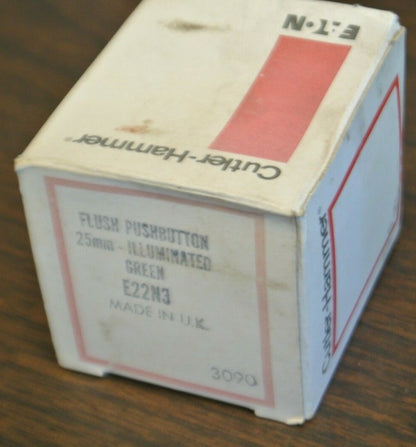 E·T·N
Cutler-Hammer®
FLUSH PUSHBUTTON
25mm - ILLUMINATED
GREEN
E22N3
MADE IN U.K.
3090
Cutler-Hammer®